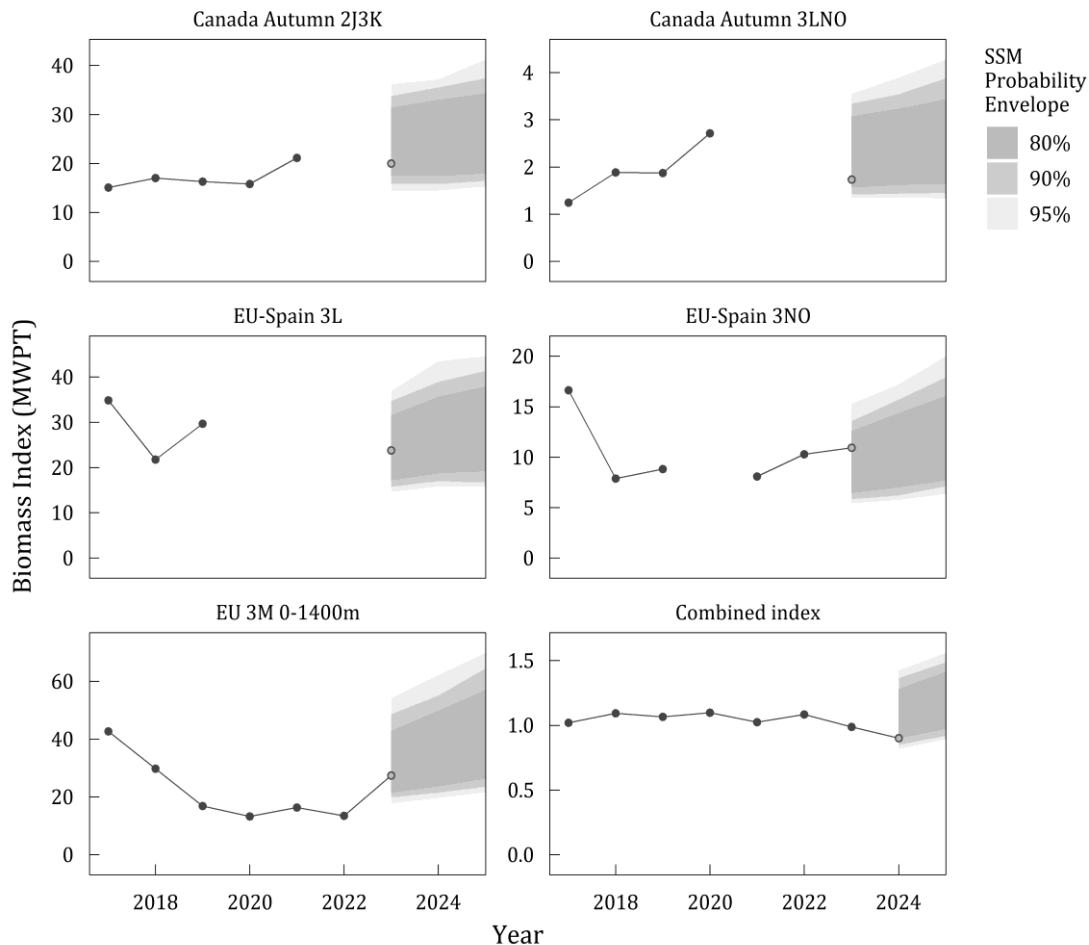 Canada Autumn 2J3K
Canada Autumn 3LNO
40
30
20
10
0
4
3
2
1
0
SSM
Probability
Envelope
80%
90%
95%
EU-Spain 3L
EU-Spain 3NO
Biomass Index (MWPT)
40
30
20
10
0
20
15
10
5
0
EU 3M 0-1400m
Combined index
60
40
20
0
1.5
1.0
0.5
0.0
2018 2020 2022 2024
2018 2020 2022 2024
Year